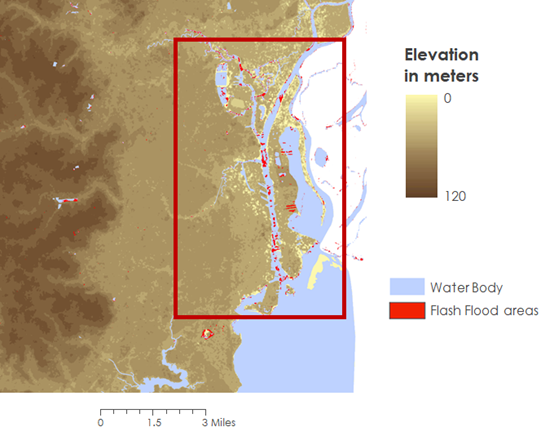 Elevation
in meters
0
120
Water Body
Flash Flood areas
0 1.5 3 Miles